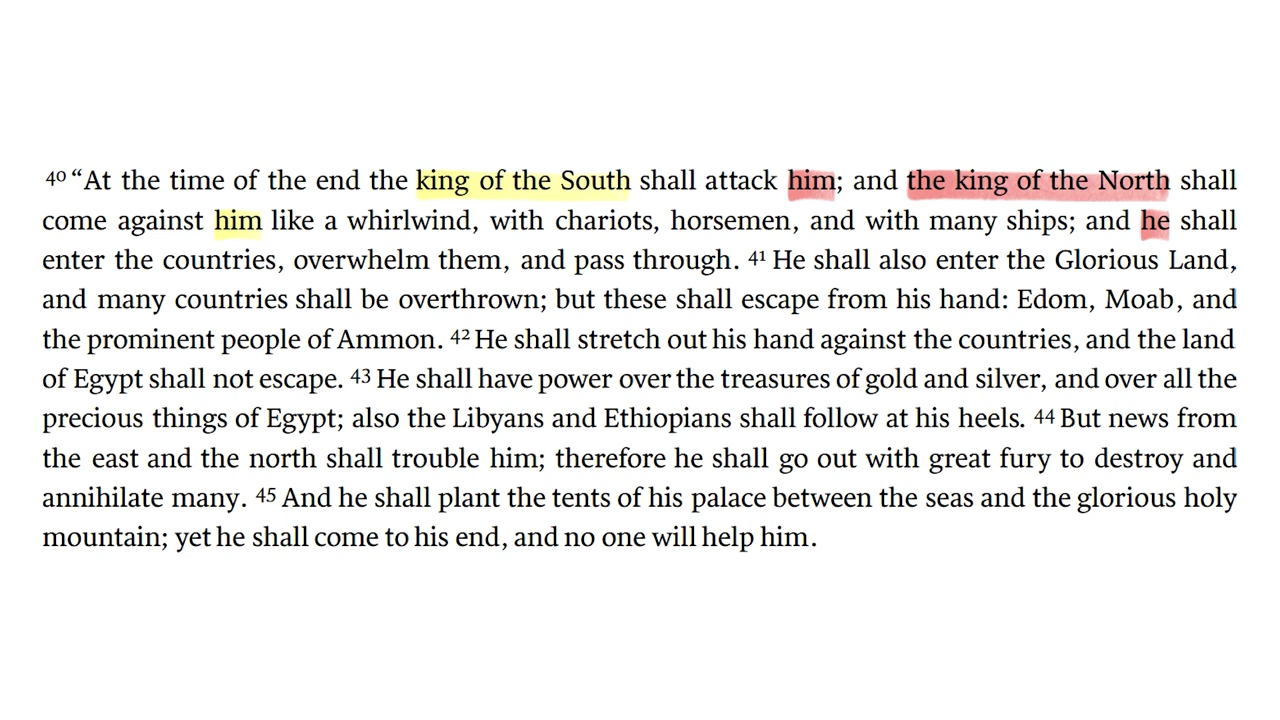 40 “At the time of the end the king of the South shall attack him; and the king of the North shall
come against him like a whirlwind, with chariots, horsemen, and with many ships; and he shall
enter the countries, overwhelm them, and pass through. 41 He shall also enter the Glorious Land,
and many countries shall be overthrown; but these shall escape from his hand: Edom, Moab, and
the prominent people of Ammon. 42 He shall stretch out his hand against the countries, and the land
of Egypt shall not escape. 43 He shall have power over the treasures of gold and silver, and over all the
precious things of Egypt; also the Libyans and Ethiopians shall follow at his heels. 44 But news from
the east and the north shall trouble him; therefore he shall go out with great fury to destroy and
annihilate many. 45 And he shall plant the tents of his palace between the seas and the glorious holy
mountain; yet he shall come to his end, and no one will help him.